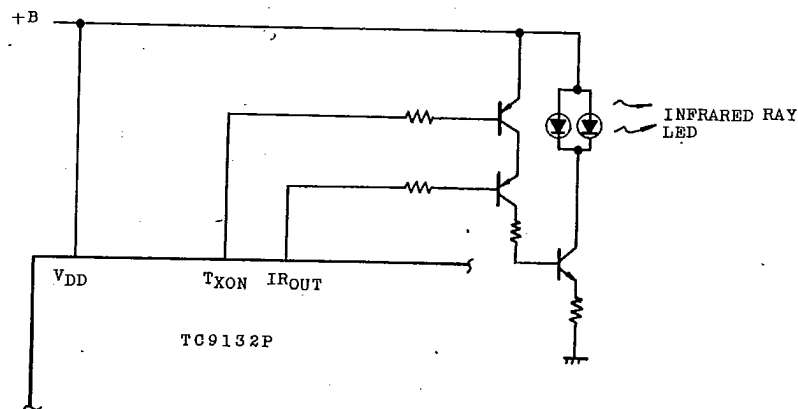 +B
INFRARED RAY
LED
VDD
TXON
IROUT
TC9132P